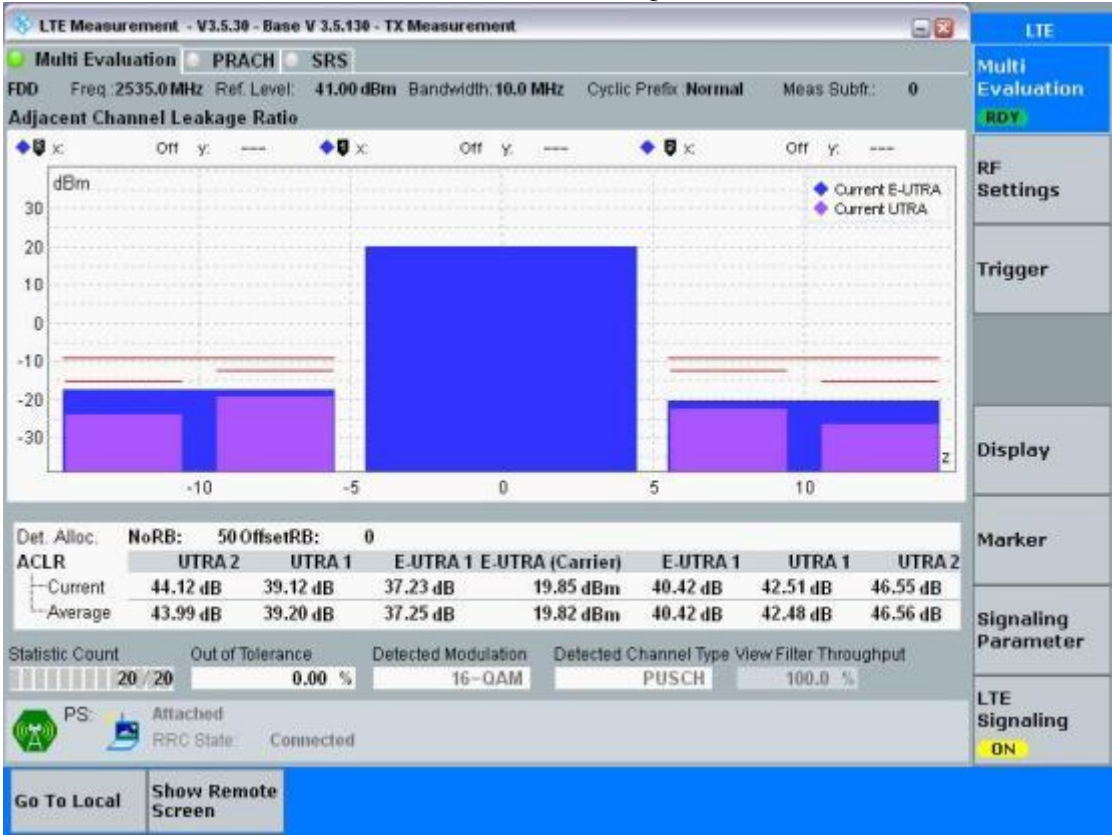 LTE Measurement - V3.5.30 - Base V 3.5.130 - TX Measurement
LTE
Multi Evaluation PRACH SRS
Multi
Evaluation
RDY
FDD Freq.:2535.0 MHz Ref. Level: 41.00 dBm Bandwidth: 10.0 MHz Cyclic Prefix: Normal Meas Subfr.: 0
Adjacent Channel Leakage Ratio
x: Off y: --- x: Off y: --- x: Off y: ---
dBm
Current E-UTRA
Current UTRA
30
20
10
0
-10
-20
-30
z
-10 -5 0 5 10
RF
Settings
Trigger
Display
Marker
Signaling
Parameter
LTE
Signaling
ON
Det. Alloc. NoRB: 50 OffsetRB: 0
ACLR UTRA 2 UTRA 1 E-UTRA 1 E-UTRA (Carrier) E-UTRA 1 UTRA 1 UTRA 2
Current 44.12 dB 39.12 dB 37.23 dB 19.85 dBm 40.42 dB 42.51 dB 46.55 dB
Average 43.99 dB 39.20 dB 37.25 dB 19.82 dBm 40.42 dB 42.48 dB 46.56 dB
Statistic Count Out of Tolerance Detected Modulation Detected Channel Type View Filter Throughput
20 / 20 0.00 % 16-QAM PUSCH 100.0 %
PS: Attached
RRC State: Connected
Go To Local
Show Remote
Screen